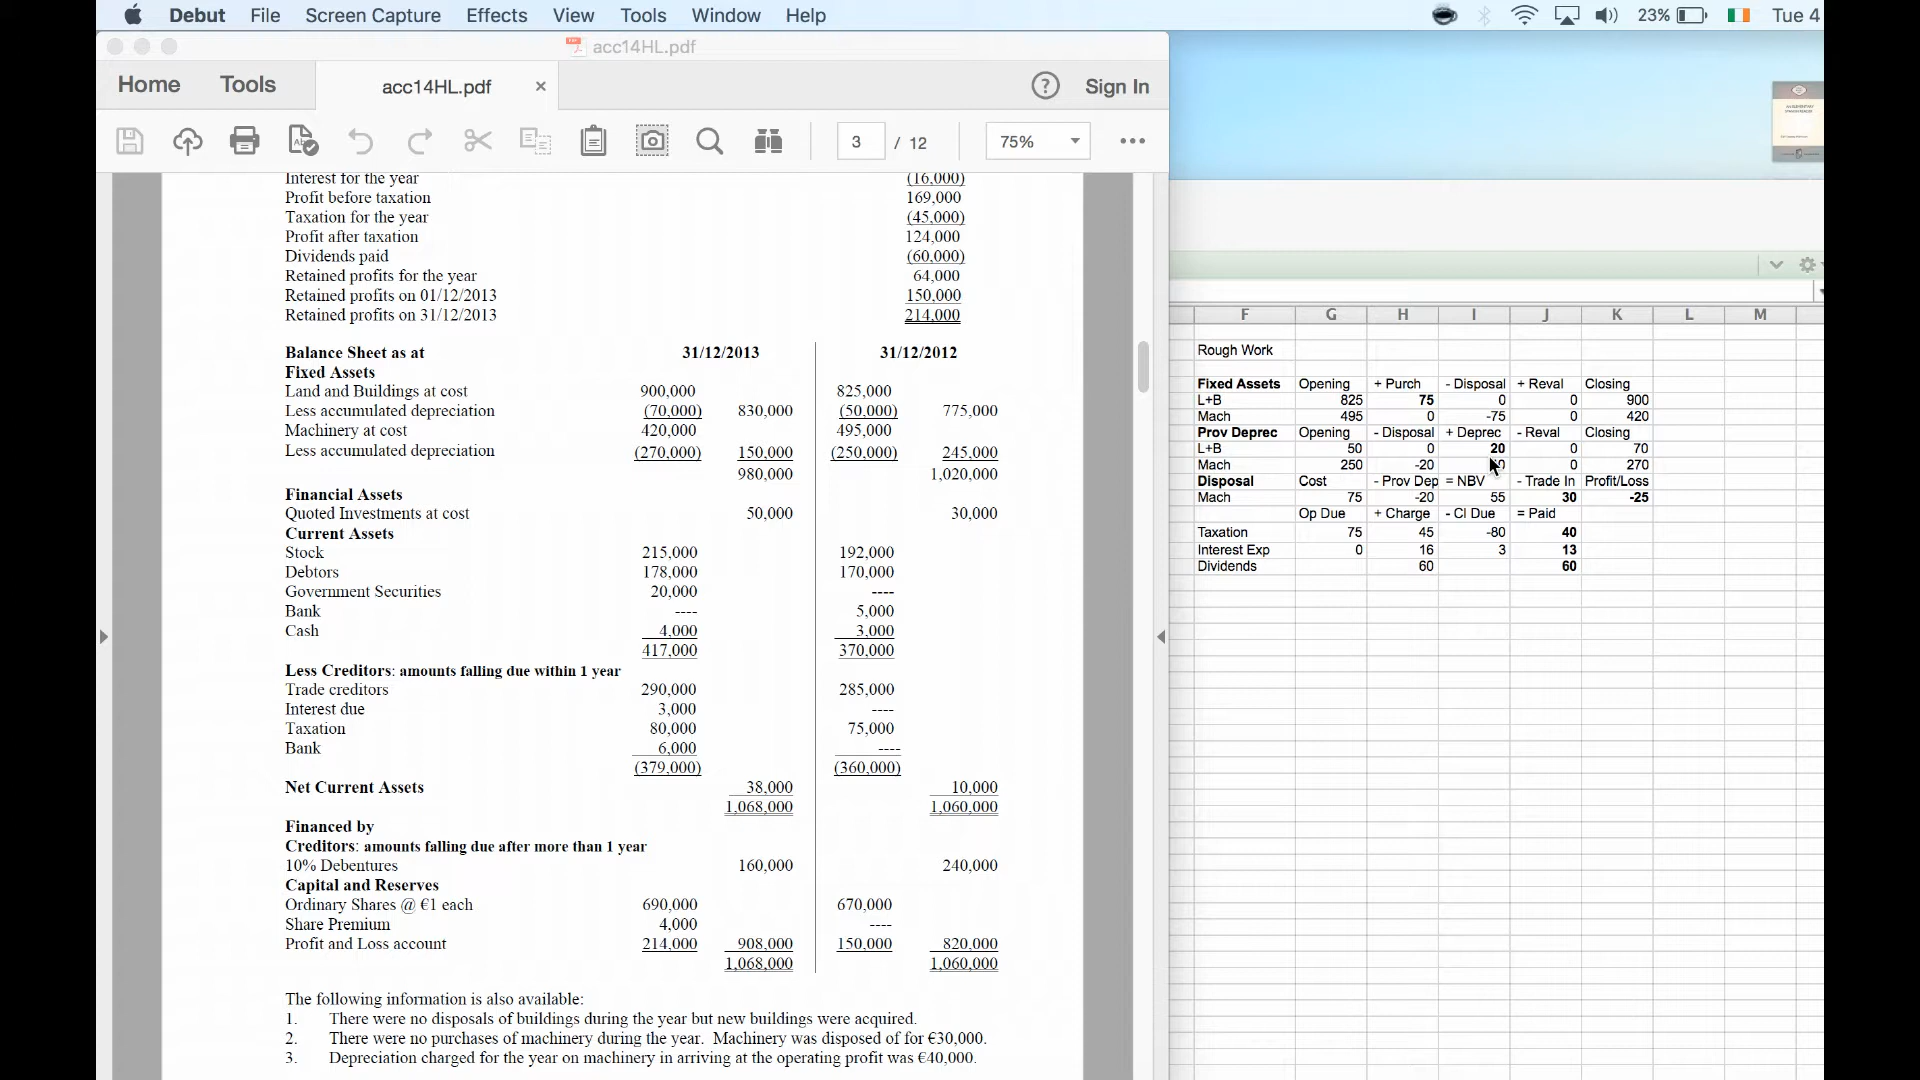 Debut File Screen Capture Effects View Tools Window Help 23% Tue 4
acc14HL.pdf
Home Tools acc14HL.pdf × ? Sign In
3 / 12 75%
Interest for the year (16,000)
Profit before taxation 169,000
Taxation for the year (45,000)
Profit after taxation 124,000
Dividends paid (60,000)
Retained profits for the year 64,000
Retained profits on 01/12/2013 150,000
Retained profits on 31/12/2013 214,000
Balance Sheet as at 31/12/2013 31/12/2012
Fixed Assets
Land and Buildings at cost 900,000 825,000
Less accumulated depreciation (70,000) 830,000 (50,000) 775,000
Machinery at cost 420,000 495,000
Less accumulated depreciation (270,000) 150,000 (250,000) 245,000
980,000 1,020,000
Financial Assets
Quoted Investments at cost 50,000 30,000
Current Assets
Stock 215,000 192,000
Debtors 178,000 170,000
Government Securities 20,000 ----
Bank ---- 5,000
Cash 4,000 3,000
417,000 370,000
Less Creditors: amounts falling due within 1 year
Trade creditors 290,000 285,000
Interest due 3,000 ----
Taxation 80,000 75,000
Bank 6,000 ----
(379,000) (360,000)
Net Current Assets 38,000 10,000
1,068,000 1,060,000
Financed by
Creditors: amounts falling due after more than 1 year
10% Debentures 160,000 240,000
Capital and Reserves
Ordinary Shares @ €1 each 690,000 670,000
Share Premium 4,000 ----
Profit and Loss account 214,000 908,000 150,000 820,000
1,068,000 1,060,000
The following information is also available:
1. There were no disposals of buildings during the year but new buildings were acquired.
2. There were no purchases of machinery during the year. Machinery was disposed of for €30,000.
3. Depreciation charged for the year on machinery in arriving at the operating profit was €40,000.
F G H I J K L M
Rough Work
Fixed Assets Opening + Purch - Disposal + Reval Closing
L+B 825 75 0 0 900
Mach 495 0 -75 0 420
Prov Deprec Opening - Disposal + Deprec - Reval Closing
L+B 50 0 20 0 70
Mach 250 -20 0 270
Disposal Cost - Prov Dep = NBV - Trade In Profit/Loss
Mach 75 -20 55 30 -25
Op Due + Charge - Cl Due = Paid
Taxation 75 45 -80 40
Interest Exp 0 16 3 13
Dividends 60 60